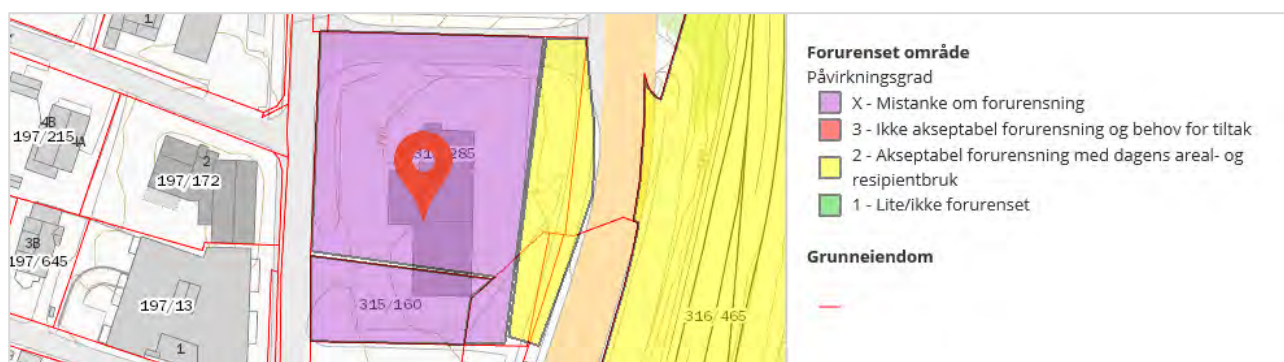 1
4B
197/215
4A
2
197/172
285
3B
197/645
197/13
1
315/160
316/465
Forurenset område
Påvirkningsgrad
X - Mistanke om forurensning
3 - Ikke akseptabel forurensning og behov for tiltak
2 - Akseptabel forurensning med dagens areal- og
resipientbruk
1 - Lite/ikke forurenset
Grunneiendom